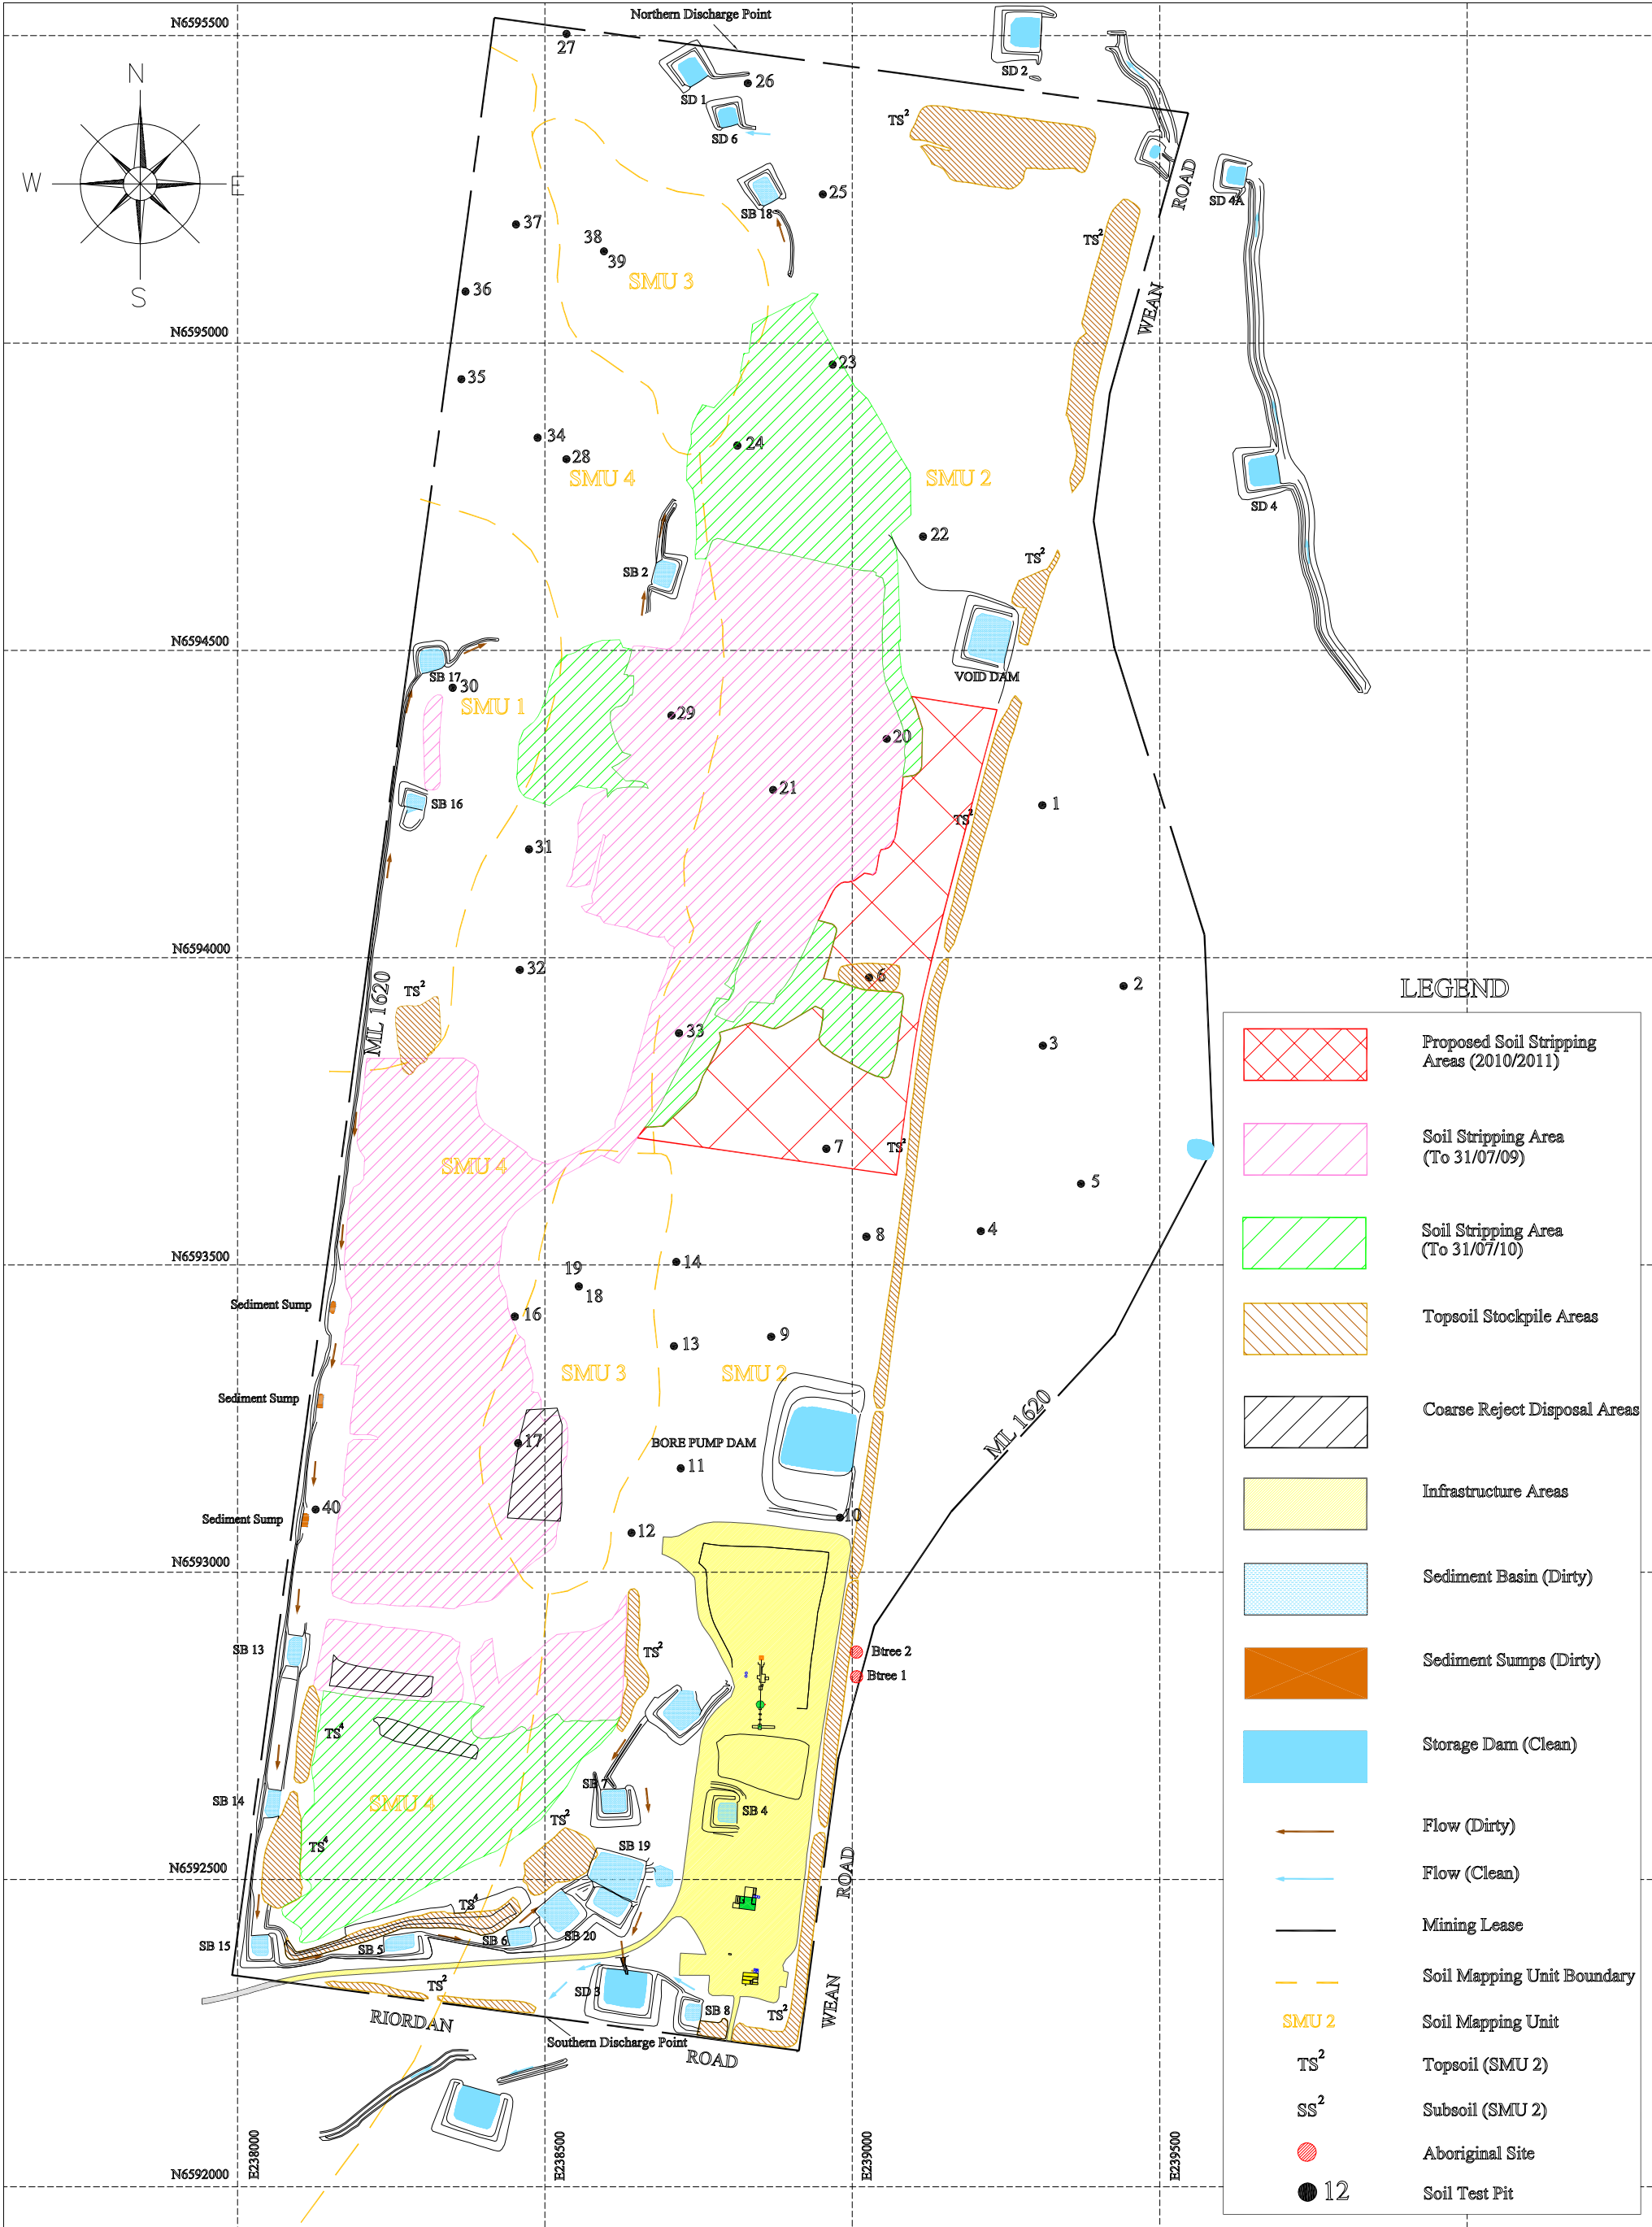 N6595500
Northern Discharge Point
27
SD 2
26
SD 1
SD 6
TS2
N
W
E
S
ROAD
SD 4A
SB 18
25
37
38
39
TS2
SMU 3
36
WEAN
N6595000
23
35
34
24
28
SMU 4
SMU 2
SD 4
22
TS2
SB 2
N6594500
SB 17
VOID DAM
30
SMU 1
29
20
21
SB 16
1
TS2
31
N6594000
32
6
2
TS2
ML 1620
33
3
7
TS2
SMU 4
5
4
8
N6593500
14
19
18
Sediment Sump
16
9
13
SMU 3
SMU 2
Sediment Sump
ML 1620
17
BORE PUMP DAM
11
40
Sediment Sump
10
12
N6593000
SB 13
TS2
Btree 2
Btree 1
TS4
SB 7
SB 14
SMU 4
SB 4
TS2
TS4
SB 19
N6592500
ROAD
TS4
SB 15
SB 5
SB 6
SB 20
TS2
SD 3
SB 8
TS2
WEAN
RIORDAN
Southern Discharge Point
ROAD
N6592000
E238000
E238500
E239000
E239500
LEGEND
Proposed Soil Stripping
Areas (2010/2011)
Soil Stripping Area
(To 31/07/09)
Soil Stripping Area
(To 31/07/10)
Topsoil Stockpile Areas
Coarse Reject Disposal Areas
Infrastructure Areas
Sediment Basin (Dirty)
Sediment Sumps (Dirty)
Storage Dam (Clean)
Flow (Dirty)
Flow (Clean)
Mining Lease
Soil Mapping Unit Boundary
SMU 2 Soil Mapping Unit
TS2 Topsoil (SMU 2)
SS2 Subsoil (SMU 2)
Aboriginal Site
12 Soil Test Pit